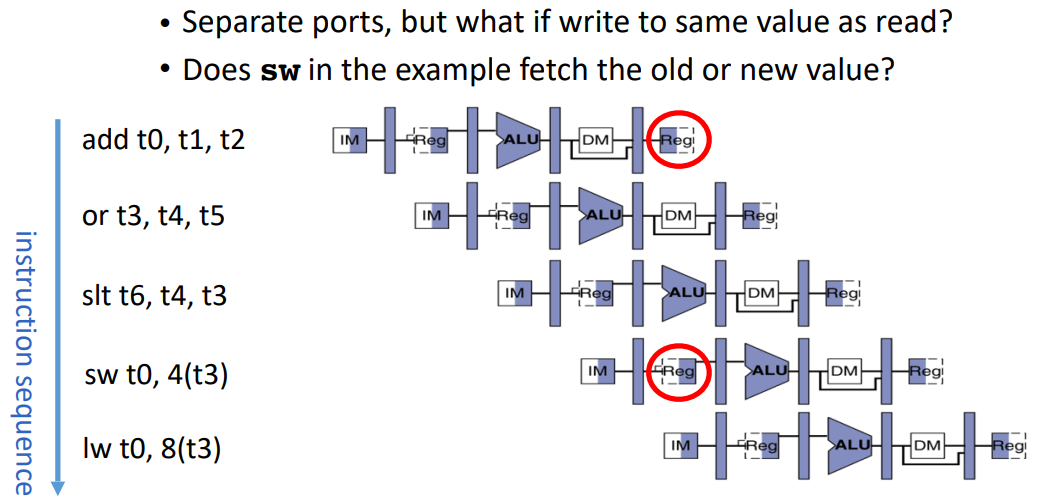 • Separate ports, but what if write to same value as read?
• Does sw in the example fetch the old or new value?
add t0, t1, t2
IM Reg ALU DM Reg
or t3, t4, t5
IM Reg ALU DM Reg
slt t6, t4, t3
IM Reg ALU DM Reg
sw t0, 4(t3)
IM Reg ALU DM Reg
lw t0, 8(t3)
IM Reg ALU DM Reg
instruction sequence